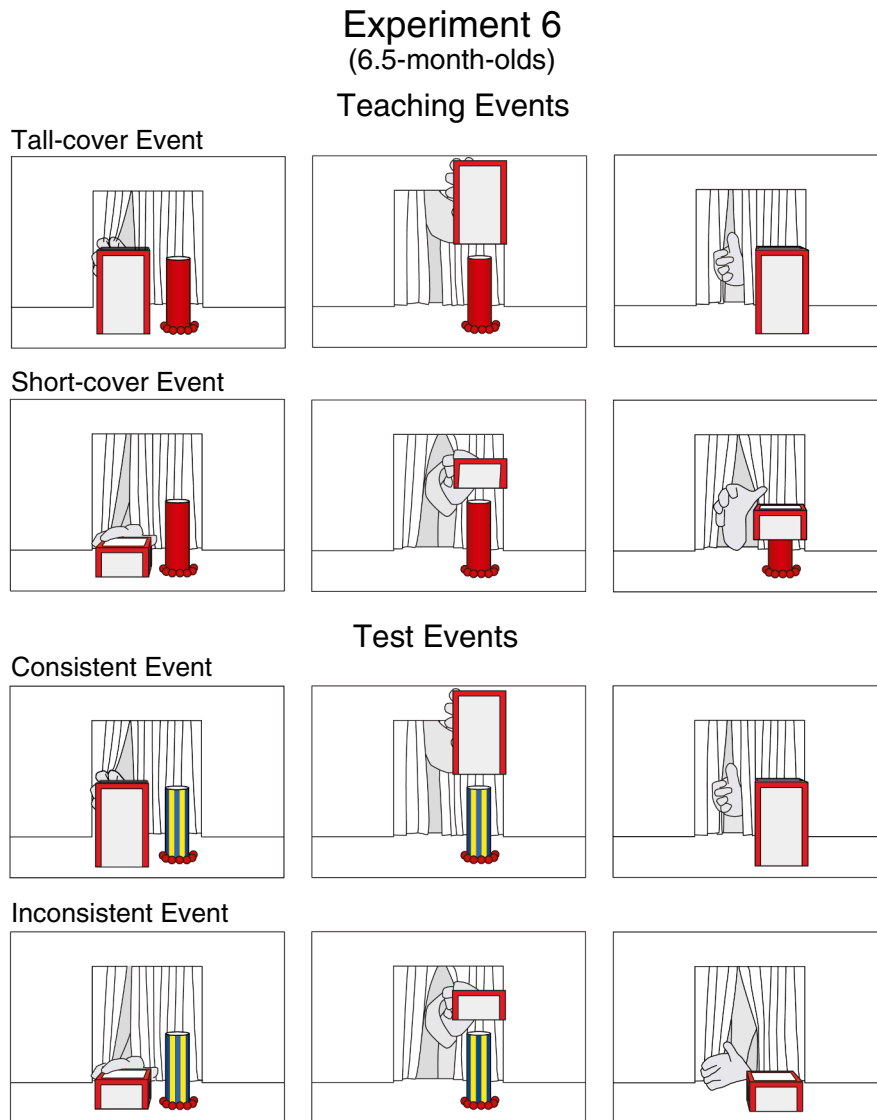 Experiment 6
(6.5-month-olds)
Teaching Events
Tall-cover Event
Short-cover Event
Test Events
Consistent Event
Inconsistent Event